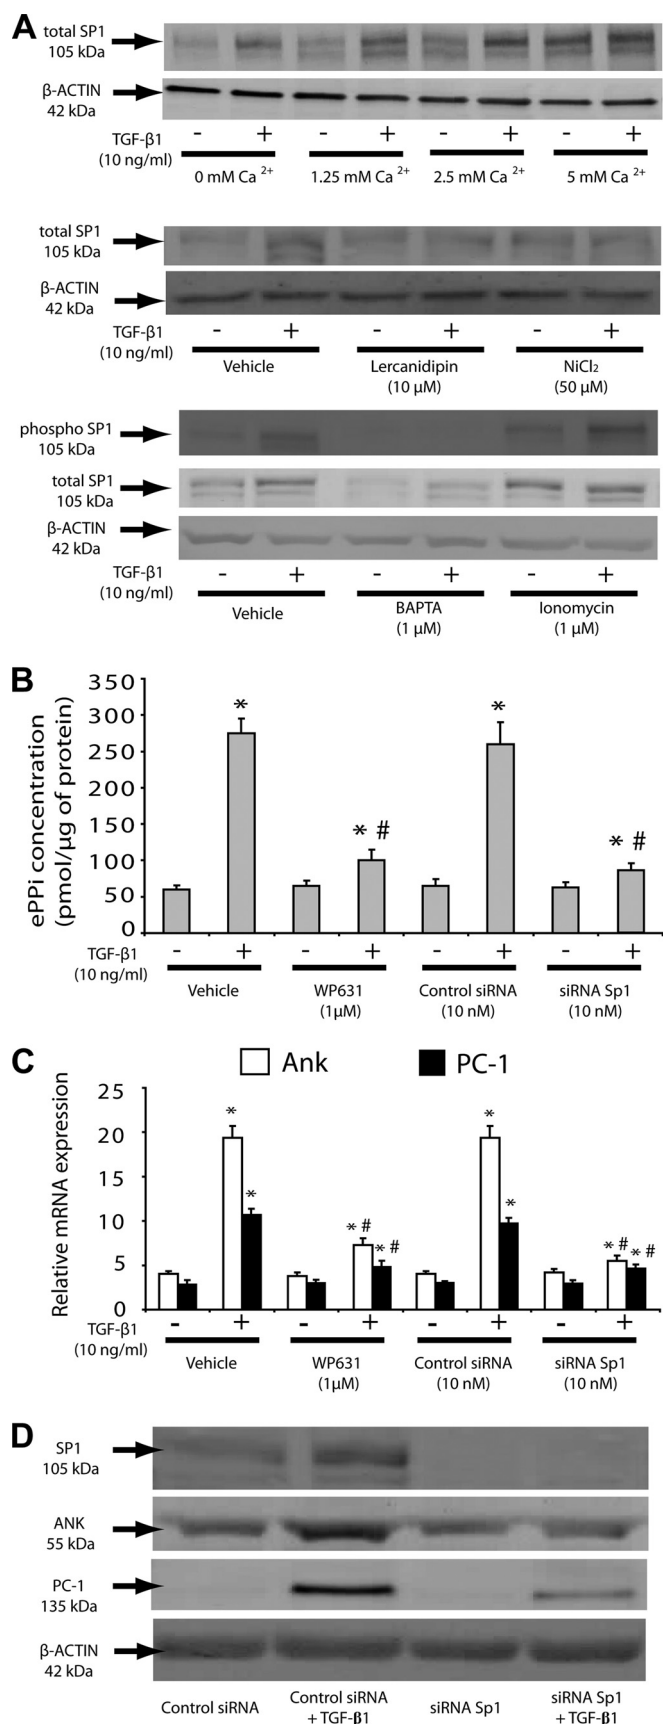 A
total SP1
105 kDa
β-ACTIN
42 kDa
TGF-β1
(10 ng/ml)
- + - + - + - +
0 mM Ca 2+ 1.25 mM Ca 2+ 2.5 mM Ca 2+ 5 mM Ca 2+
total SP1
105 kDa
β-ACTIN
42 kDa
TGF-β1
(10 ng/ml)
- + - + - +
Vehicle Lercanidipin NiCl2
(10 μM) (50 μM)
phospho SP1
105 kDa
total SP1
105 kDa
β-ACTIN
42 kDa
TGF-β1
(10 ng/ml)
- + - + - +
Vehicle BAPTA Ionomycin
(1 μM) (1 μM)
B
ePPi concentration
(pmol/μg of protein)
350
300
250
200
150
100
50
0
* * # * * #
TGF-β1
(10 ng/ml)
- + - + - + - +
Vehicle WP631 Control siRNA siRNA Sp1
(1μM) (10 nM) (10 nM)
C
Ank PC-1
Relative mRNA expression
25
20
15
10
5
0
* * * # * # * * * # * #
TGF-β1
(10 ng/ml)
- + - + - + - +
Vehicle WP631 Control siRNA siRNA Sp1
(1μM) (10 nM) (10 nM)
D
SP1
105 kDa
ANK
55 kDa
PC-1
135 kDa
β-ACTIN
42 kDa
Control siRNA Control siRNA siRNA Sp1 siRNA Sp1
+ TGF-β1 + TGF-β1